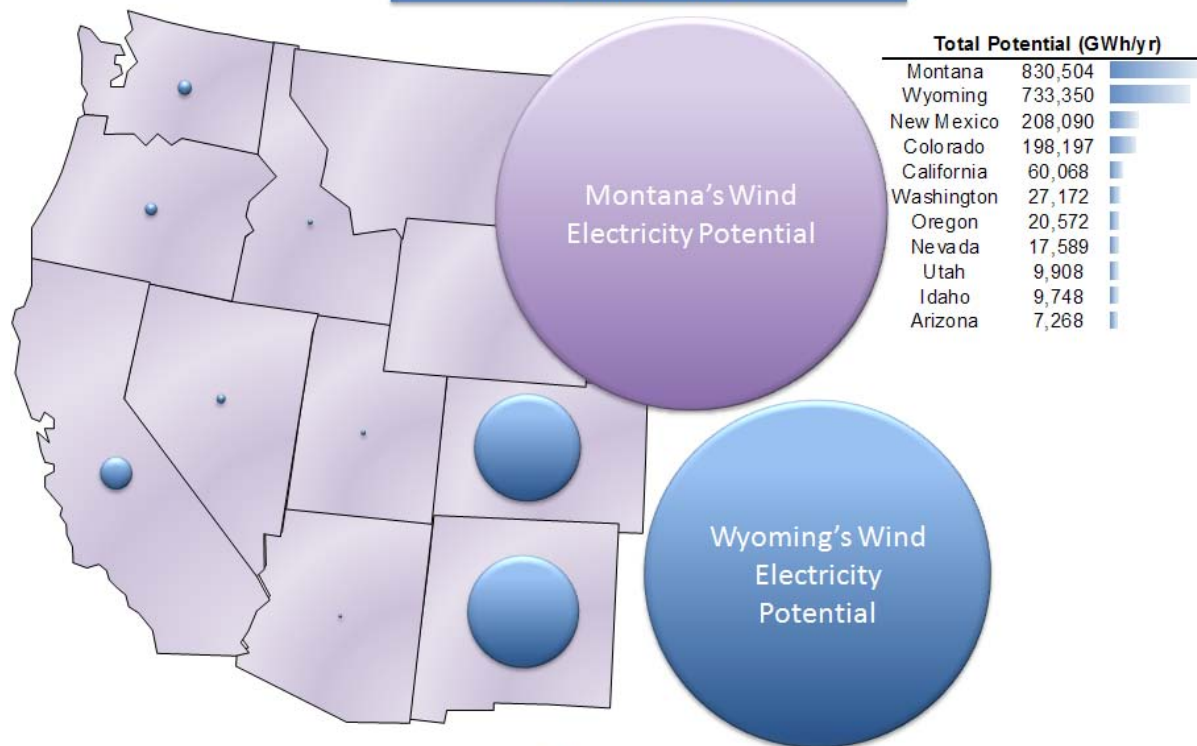 Montana's Wind
Electricity Potential
Wyoming's Wind
Electricity
Potential
Total Potential (GWh/yr)
Montana 830,504
Wyoming 733,350
New Mexico 208,090
Colorado 198,197
California 60,068
Washington 27,172
Oregon 20,572
Nevada 17,589
Utah 9,908
Idaho 9,748
Arizona 7,268